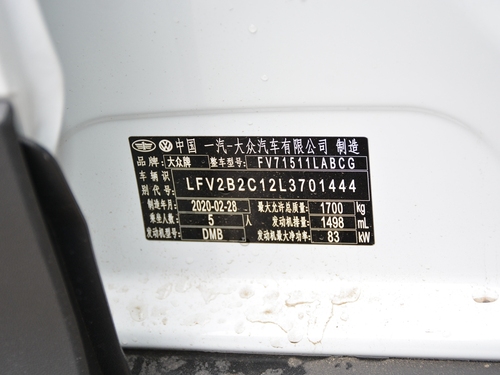 中国 一汽-大众汽车有限公司 制造
品牌: 大众牌 整车型号: FV71511LABCG
车辆识别代号: LFV2B2C12L3701444
制造年月 2020-02-28 最大允许总质量 1700 kg
乘坐人数 5 人 发动机排量 1498 mL
发动机型号 DMB 发动机最大净功率 83 kW